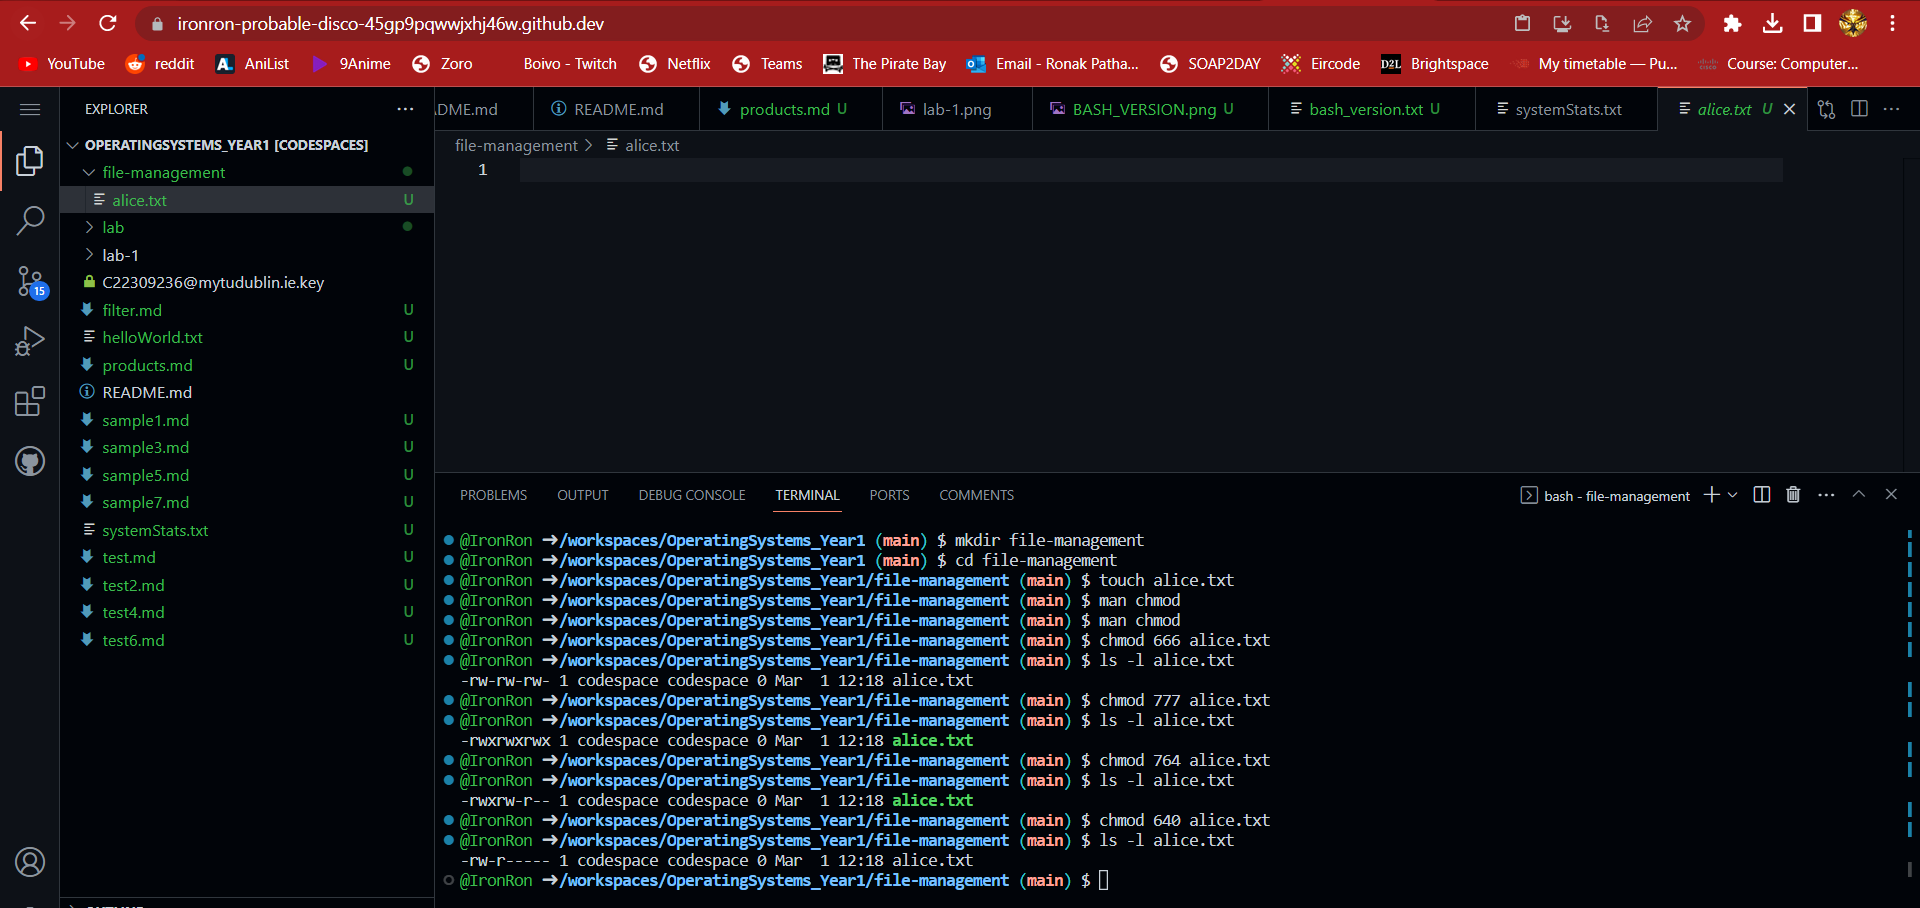 ironron-probable-disco-45gp9pqwwjxhj46w.github.dev
YouTube reddit AniList 9Anime Zoro Boivo - Twitch Netflix Teams The Pirate Bay Email - Ronak Patha... SOAP2DAY Eircode D2L Brightspace My timetable — Pu... Course: Computer...
EXPLORER
DME.md README.md products.md U lab-1.png BASH_VERSION.png U bash_version.txt U systemStats.txt alice.txt U
file-management > alice.txt
1
OPERATINGSYSTEMS_YEAR1 [CODESPACES]
file-management
alice.txt U
lab
lab-1
C22309236@mytudublin.ie.key
filter.md U
helloWorld.txt U
products.md U
README.md
sample1.md U
sample3.md U
sample5.md U
sample7.md U
systemStats.txt U
test.md U
test2.md U
test4.md U
test6.md U
15
PROBLEMS OUTPUT DEBUG CONSOLE TERMINAL PORTS COMMENTS
bash - file-management
@IronRon ➜/workspaces/OperatingSystems_Year1 (main) $ mkdir file-management
@IronRon ➜/workspaces/OperatingSystems_Year1 (main) $ cd file-management
@IronRon ➜/workspaces/OperatingSystems_Year1/file-management (main) $ touch alice.txt
@IronRon ➜/workspaces/OperatingSystems_Year1/file-management (main) $ man chmod
@IronRon ➜/workspaces/OperatingSystems_Year1/file-management (main) $ man chmod
@IronRon ➜/workspaces/OperatingSystems_Year1/file-management (main) $ chmod 666 alice.txt
@IronRon ➜/workspaces/OperatingSystems_Year1/file-management (main) $ ls -l alice.txt
-rw-rw-rw- 1 codespace codespace 0 Mar  1 12:18 alice.txt
@IronRon ➜/workspaces/OperatingSystems_Year1/file-management (main) $ chmod 777 alice.txt
@IronRon ➜/workspaces/OperatingSystems_Year1/file-management (main) $ ls -l alice.txt
-rwxrwxrwx 1 codespace codespace 0 Mar  1 12:18 alice.txt
@IronRon ➜/workspaces/OperatingSystems_Year1/file-management (main) $ chmod 764 alice.txt
@IronRon ➜/workspaces/OperatingSystems_Year1/file-management (main) $ ls -l alice.txt
-rwxrw-r-- 1 codespace codespace 0 Mar  1 12:18 alice.txt
@IronRon ➜/workspaces/OperatingSystems_Year1/file-management (main) $ chmod 640 alice.txt
@IronRon ➜/workspaces/OperatingSystems_Year1/file-management (main) $ ls -l alice.txt
-rw-r----- 1 codespace codespace 0 Mar  1 12:18 alice.txt
@IronRon ➜/workspaces/OperatingSystems_Year1/file-management (main) $